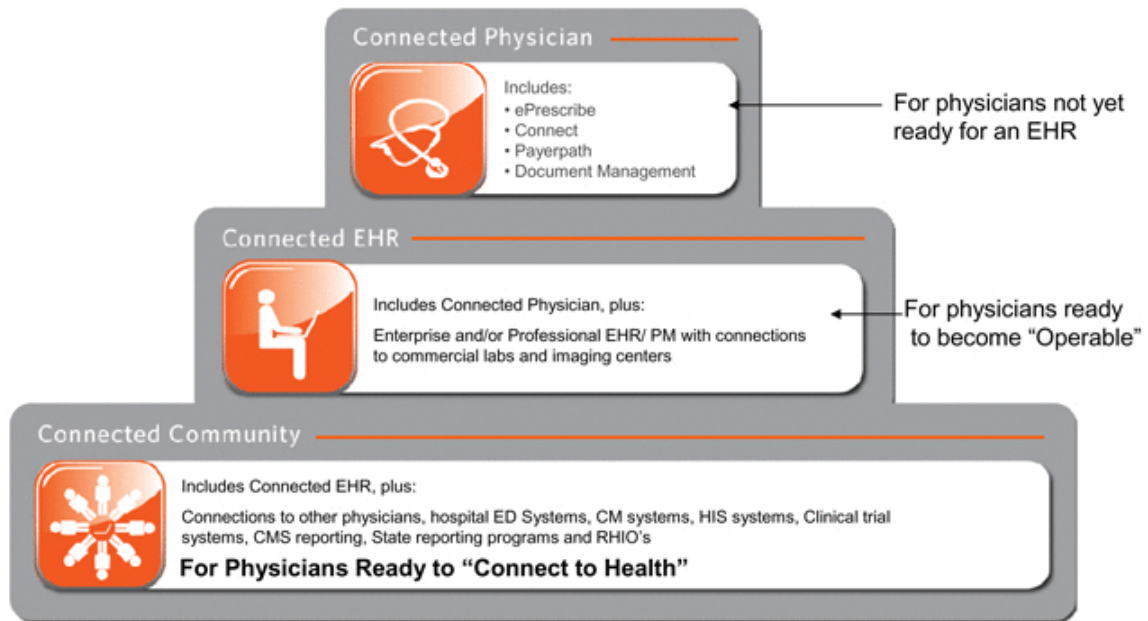 Connected Physician
Includes:
• ePrescribe
• Connect
• Payerpath
• Document Management
For physicians not yet
ready for an EHR
Connected EHR
Includes Connected Physician, plus:
Enterprise and/or Professional EHR/ PM with connections
to commercial labs and imaging centers
For physicians ready
to become “Operable”
Connected Community
Includes Connected EHR, plus:
Connections to other physicians, hospital ED Systems, CM systems, HIS systems, Clinical trial
systems, CMS reporting, State reporting programs and RHIO’s
For Physicians Ready to “Connect to Health”